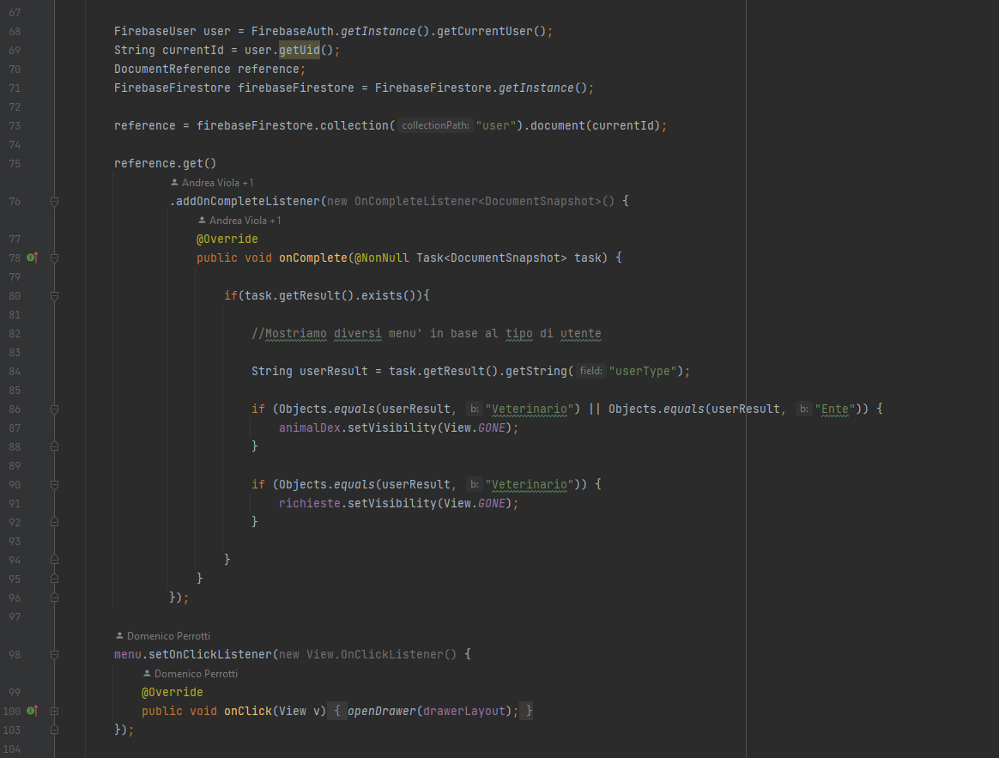 67
68 FirebaseUser user = FirebaseAuth.getInstance().getCurrentUser();
69 String currentId = user.getUid();
70 DocumentReference reference;
71 FirebaseFirestore firebaseFirestore = FirebaseFirestore.getInstance();
72
73 reference = firebaseFirestore.collection( collectionPath: "user").document(currentId);
74
75 reference.get()
Andrea Viola +1
76 .addOnCompleteListener(new OnCompleteListener<DocumentSnapshot>() {
Andrea Viola +1
77 @Override
78 public void onComplete(@NonNull Task<DocumentSnapshot> task) {
79
80 if(task.getResult().exists()){
81
82 //Mostriamo diversi menu' in base al tipo di utente
83
84 String userResult = task.getResult().getString( field: "userType");
85
86 if (Objects.equals(userResult, b: "Veterinario") || Objects.equals(userResult, b: "Ente")) {
87 animalDex.setVisibility(View.GONE);
88 }
89
90 if (Objects.equals(userResult, b: "Veterinario")) {
91 richieste.setVisibility(View.GONE);
92 }
93
94 }
95 }
96 });
97
Domenico Perrotti
98 menu.setOnClickListener(new View.OnClickListener() {
Domenico Perrotti
99 @Override
100 public void onClick(View v) { openDrawer(drawerLayout); }
103 });
104